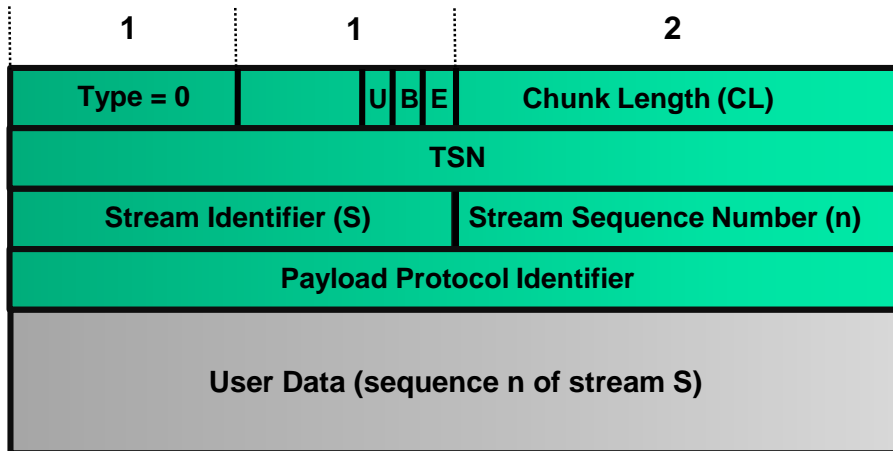 1 1 2
Type = 0 U B E Chunk Length (CL)
TSN
Stream Identifier (S) Stream Sequence Number (n)
Payload Protocol Identifier
User Data (sequence n of stream S)